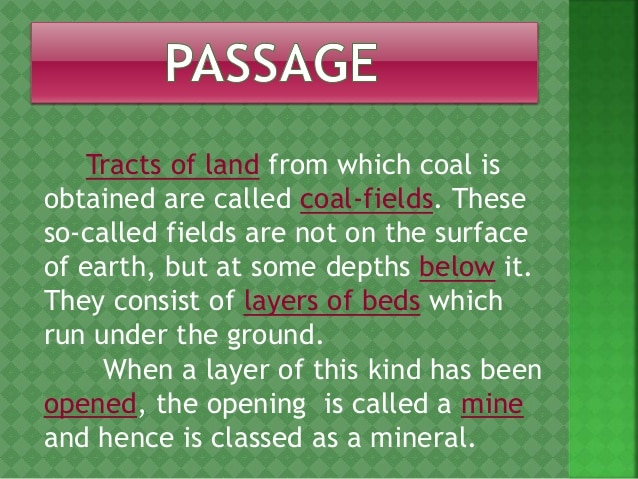 PASSAGE
Tracts of land from which coal is
obtained are called coal-fields. These
so-called fields are not on the surface
of earth, but at some depths below it.
They consist of layers of beds which
run under the ground.
When a layer of this kind has been
opened, the opening is called a mine
and hence is classed as a mineral.